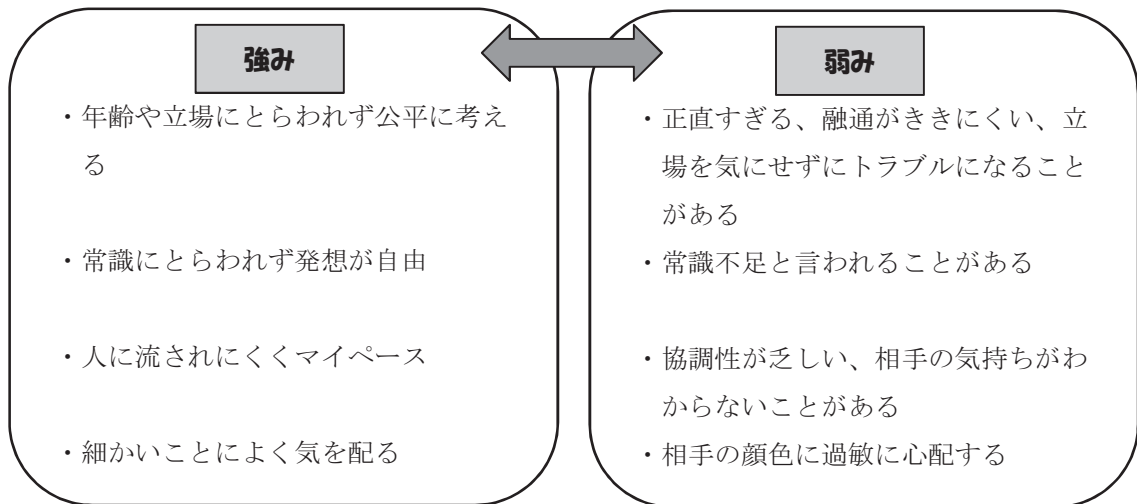 強み
・年齢や立場にとらわれず公平に考え
る
・常識にとらわれず発想が自由
・人に流されにくくマイペース
・細かいことによく気を配る
弱み
・正直すぎる、融通がききにくい、立
場を気にせずにトラブルになること
がある
・常識不足と言われることがある
・協調性が乏しい、相手の気持ちがわ
からないことがある
・相手の顔色に過敏に心配する